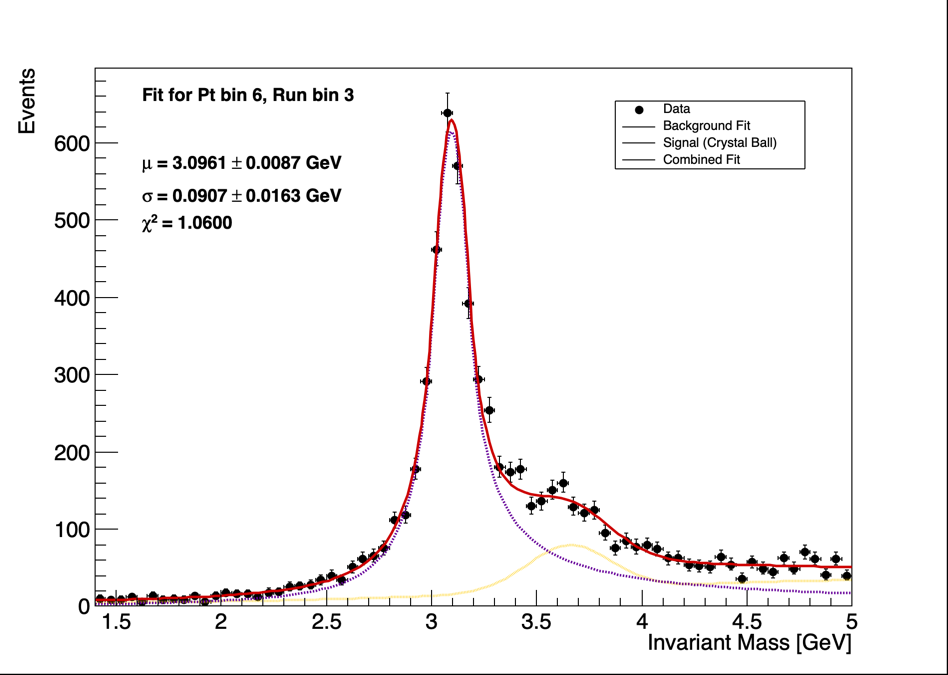 Events
Fit for Pt bin 6, Run bin 3
μ = 3.0961 ± 0.0087 GeV
σ = 0.0907 ± 0.0163 GeV
χ² = 1.0600
Data
Background Fit
Signal (Crystal Ball)
Combined Fit
600
500
400
300
200
100
0
1.5 2 2.5 3 3.5 4 4.5 5
Invariant Mass [GeV]